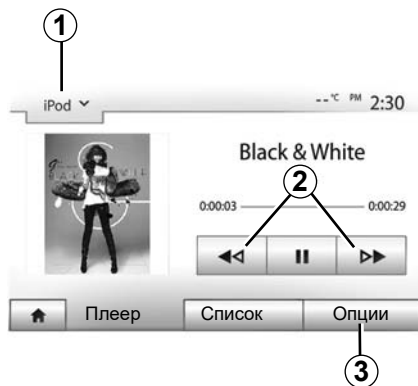 1
iPod
--°C PM 2:30
Black & White
2
0:00:03 0:00:29
Плеер Список Опции
3